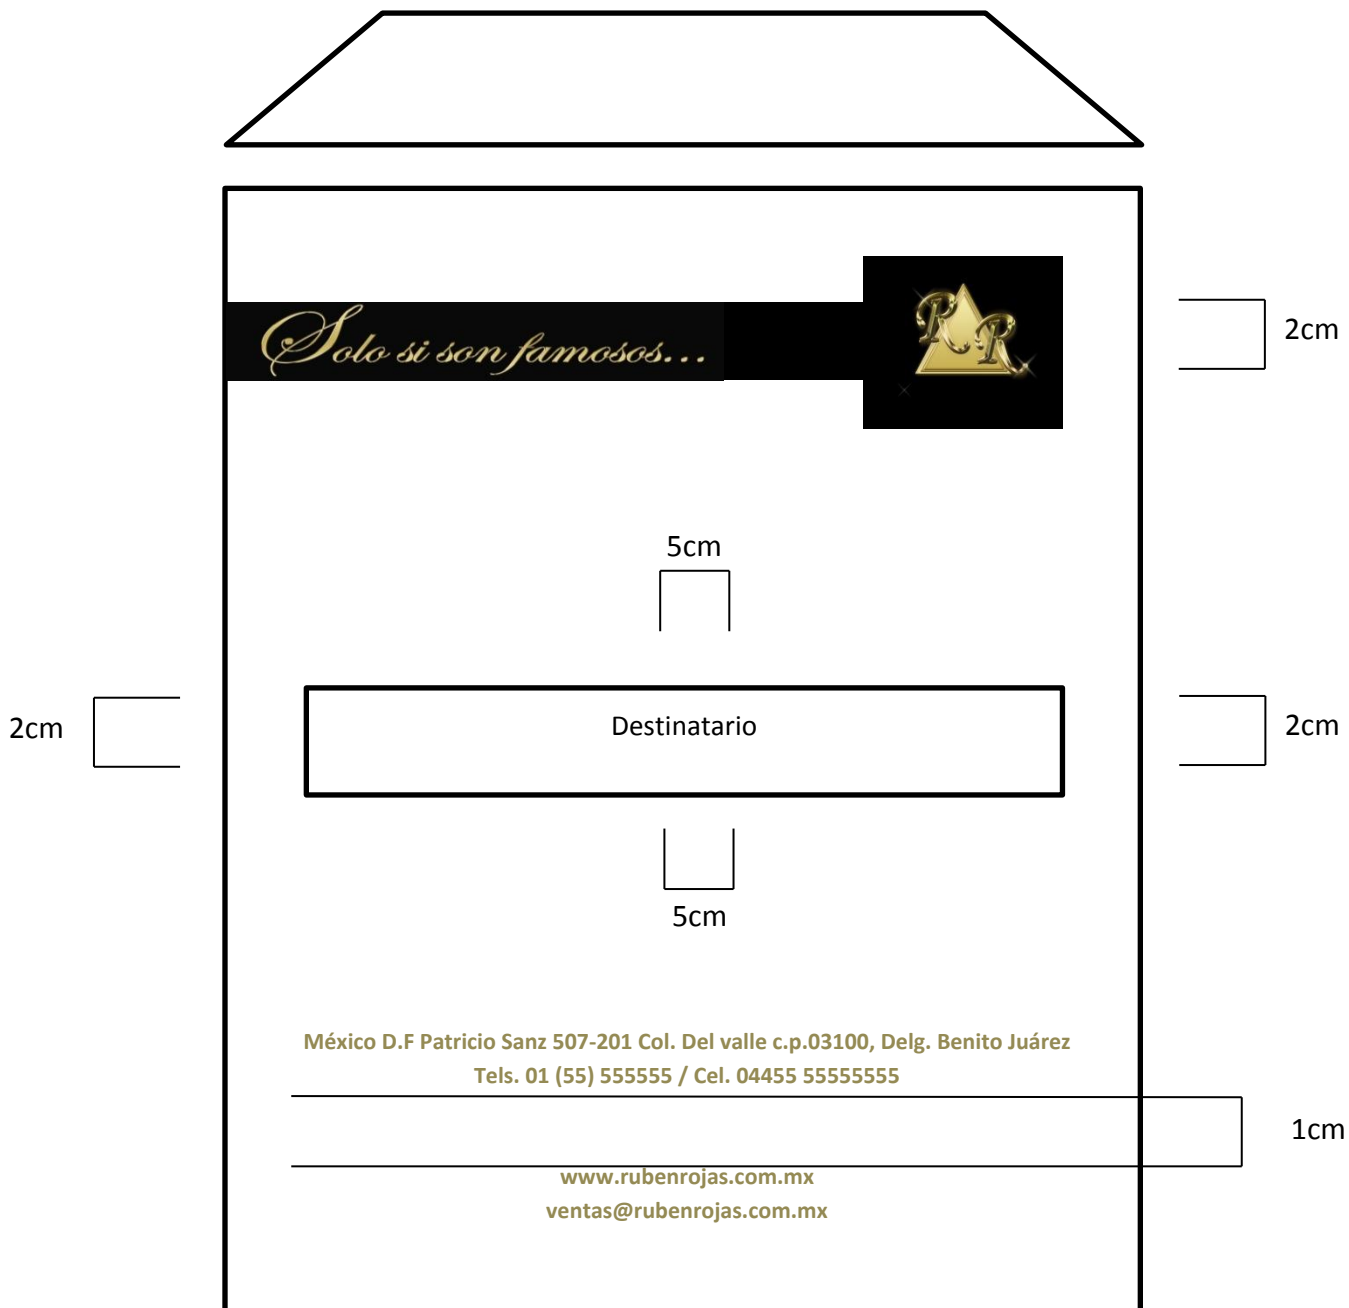 Solo si son famosos...
RR
2cm
5cm
2cm
Destinatario
2cm
5cm
México D.F Patricio Sanz 507-201 Col. Del valle c.p.03100, Delg. Benito Juárez
Tels. 01 (55) 555555 / Cel. 04455 55555555
1cm
www.rubenrojas.com.mx
ventas@rubenrojas.com.mx